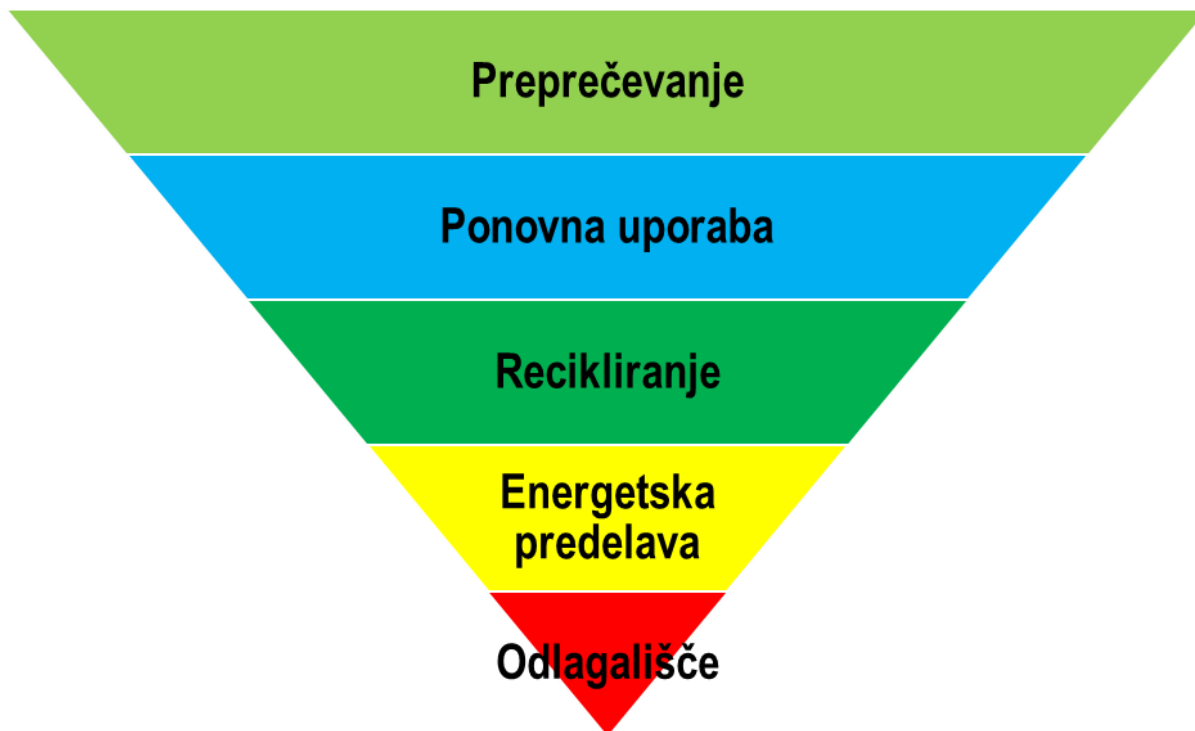 Preprečevanje
Ponovna uporaba
Recikliranje
Energetska
predelava
Odlagališče